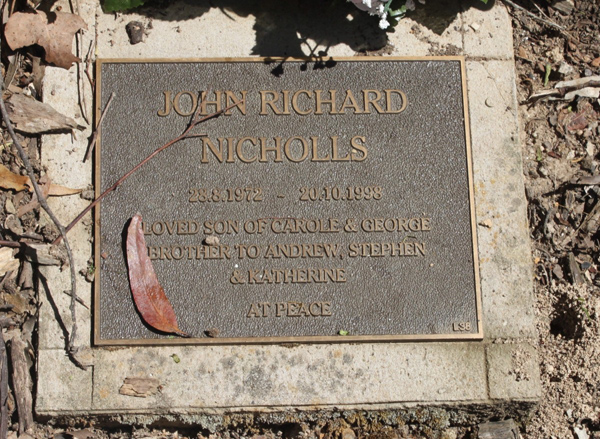 JOHN RICHARD
NICHOLLS
28.8.1972 - 20.10.1998
LOVED SON OF CAROLE & GEORGE
BROTHER TO ANDREW, STEPHEN
& KATHERINE
AT PEACE